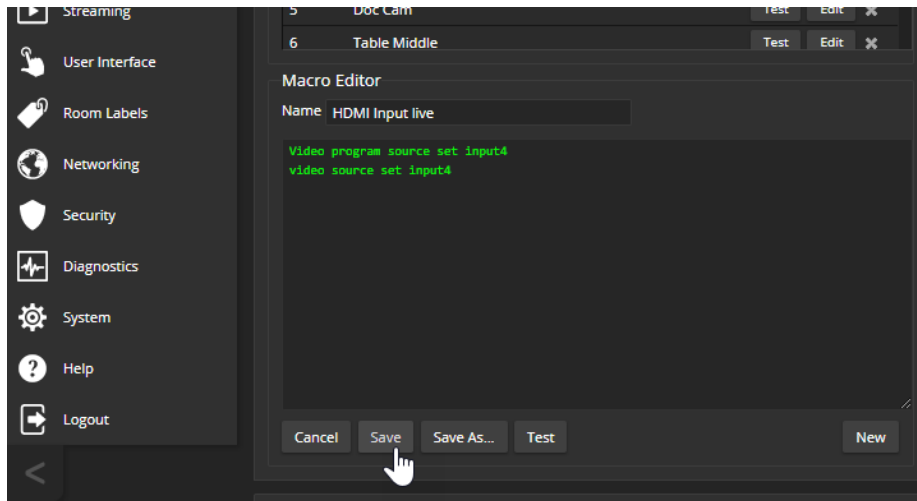 Streaming
User Interface
Room Labels
Networking
Security
Diagnostics
System
Help
Logout
5 Doc Cam Test Edit
6 Table Middle Test Edit
Macro Editor
Name HDMI Input live
Video program source set input4
video source set input4
Cancel Save Save As... Test New